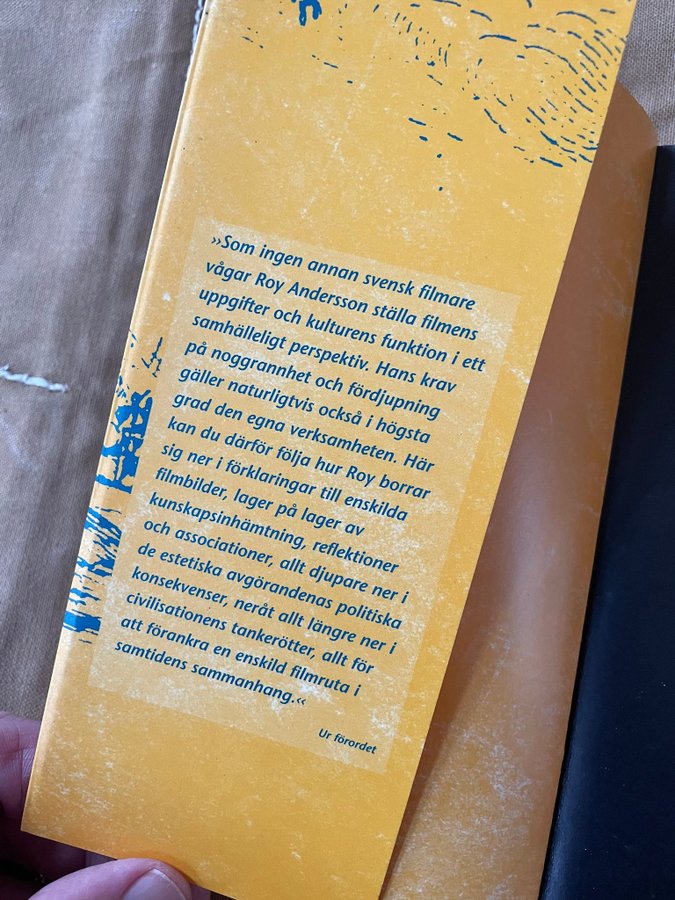 »Som ingen annan svensk filmare
vågar Roy Andersson ställa filmens
uppgifter och kulturens funktion i ett
samhälleligt perspektiv. Hans krav
på noggrannhet och fördjupning
gäller naturligtvis också i högsta
grad den egna verksamheten. Här
kan du därför följa hur Roy borrar
sig ner i förklaringar till enskilda
filmbilder, lager på lager av
kunskapsinhämtning, reflektioner
och associationer, allt djupare ner i
de estetiska avgörandenas politiska
konsekvenser, neråt allt längre ner i
civilisationens tankerötter, allt för
att förankra en enskild filmruta i
samtidens sammanhang.«
Ur förordet